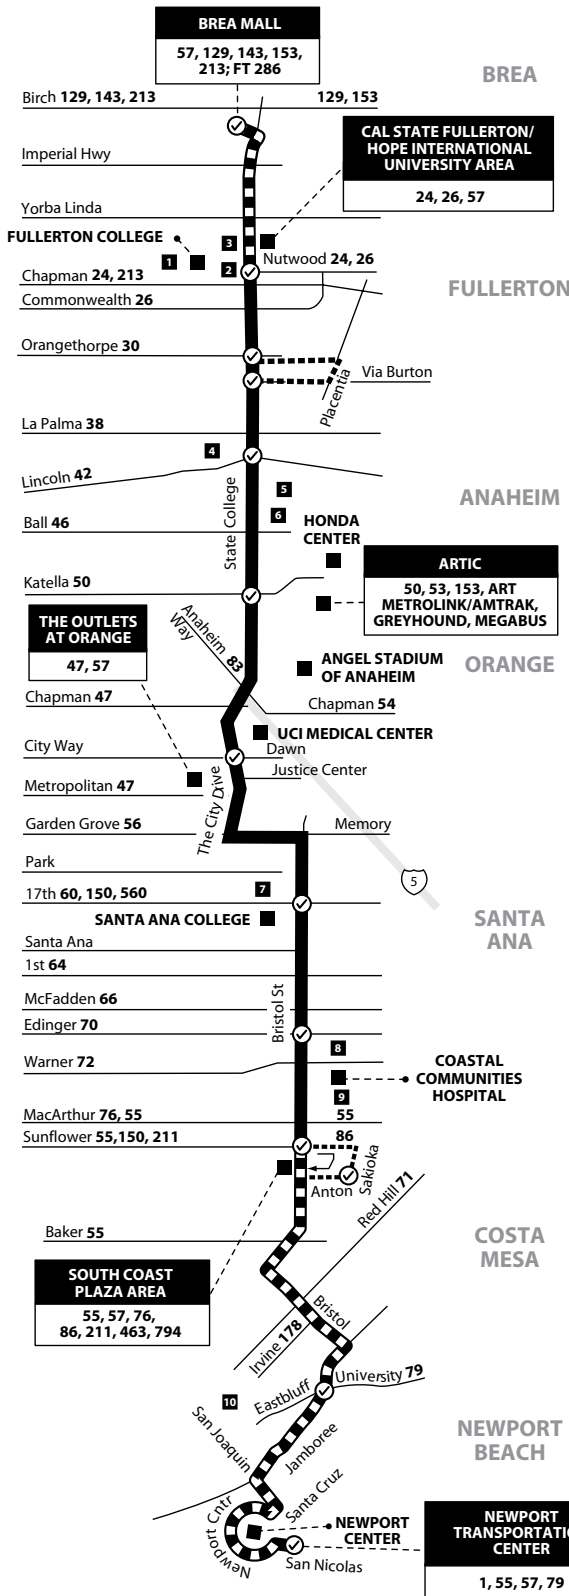 BREA MALL
57, 129, 143, 153,
213; FT 286
BREA
Birch 129, 143, 213
129, 153
CAL STATE FULLERTON/
HOPE INTERNATIONAL
UNIVERSITY AREA
24, 26, 57
Imperial Hwy
Yorba Linda
FULLERTON COLLEGE
3
1
2
Nutwood 24, 26
Chapman 24, 213
Commonwealth 26
FULLERTON
Orangethorpe 30
Via Burton
Placentia
La Palma 38
4
Lincoln 42
State College
5
6
ANAHEIM
Ball 46
HONDA
CENTER
ARTIC
50, 53, 153, ART
METROLINK/AMTRAK,
GREYHOUND, MEGABUS
Katella 50
THE OUTLETS
AT ORANGE
47, 57
Anaheim
Way 83
ANGEL STADIUM
OF ANAHEIM
ORANGE
Chapman 47
Chapman 54
UCI MEDICAL CENTER
City Way
Dawn
Justice Center
Metropolitan 47
The City Drive
Garden Grove 56
Memory
Park
5
17th 60, 150, 560
7
SANTA ANA COLLEGE
SANTA
ANA
Santa Ana
1st 64
McFadden 66
Bristol St
Edinger 70
8
Warner 72
COASTAL
COMMUNITIES
HOSPITAL
9
MacArthur 76, 55
55
Sunflower 55,150, 211
86
Sakioka
Anton
Red Hill 71
Baker 55
COSTA
MESA
SOUTH COAST
PLAZA AREA
55, 57, 76,
86, 211, 463, 794
Bristol
Irvine 178
University 79
Eastbluff
10
San Joaquin
Jamboree
NEWPORT
BEACH
Santa Cruz
Newport Cntr
NEWPORT
CENTER
San Nicolas
NEWPORT
TRANSPORTATIO
CENTER
1, 55, 57, 79